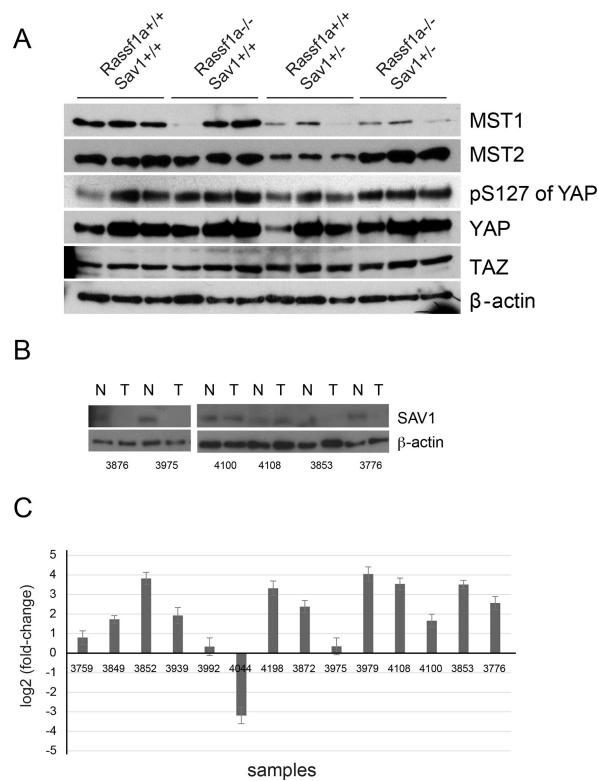 A
Rassf1a+/+
Sav1+/+
Rassf1a-/-
Sav1+/+
Rassf1a+/+
Sav1+/-
Rassf1a-/-
Sav1+/-
MST1
MST2
pS127 of YAP
YAP
TAZ
β-actin
B
N T N T N T N T N T N T
SAV1
β-actin
3876 3975 4100 4108 3853 3776
C
log2 (fold-change)
5
4
3
2
1
0
-1
-2
-3
-4
-5
3759 3849 3852 3939 3992 4044 4198 3872 3975 3979 4108 4100 3853 3776
samples